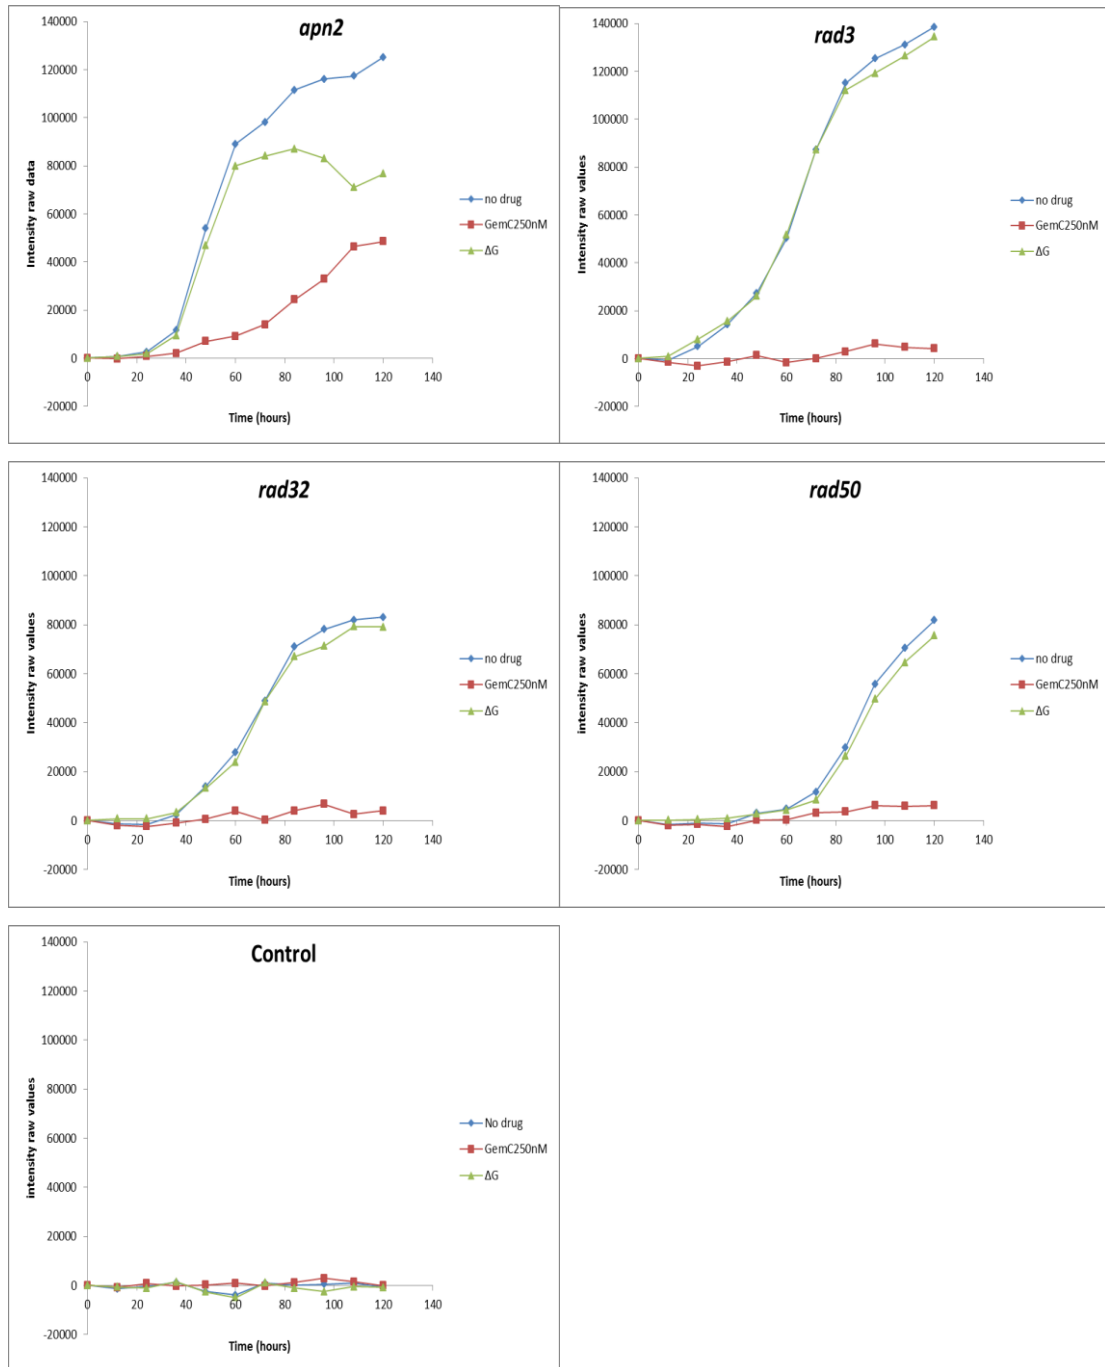 apn2
140000
120000
100000
80000
60000
40000
20000
0
-20000
0 20 40 60 80 100 120 140
Intensity raw data
Time (hours)
no drug
GemC250nM
ΔG
rad3
140000
120000
100000
80000
60000
40000
20000
0
-20000
0 20 40 60 80 100 120 140
Intensity raw values
Time (hours)
no drug
GemC250nM
ΔG
rad32
140000
120000
100000
80000
60000
40000
20000
0
-20000
0 20 40 60 80 100 120 140
Intensity raw values
Time (hours)
no drug
GemC250nM
ΔG
rad50
140000
120000
100000
80000
60000
40000
20000
0
-20000
0 20 40 60 80 100 120 140
intensity raw values
Time (hours)
no drug
GemC250nM
ΔG
Control
140000
120000
100000
80000
60000
40000
20000
0
-20000
0 20 40 60 80 100 120 140
intensity raw values
Time (hours)
No drug
GemC250nM
ΔG